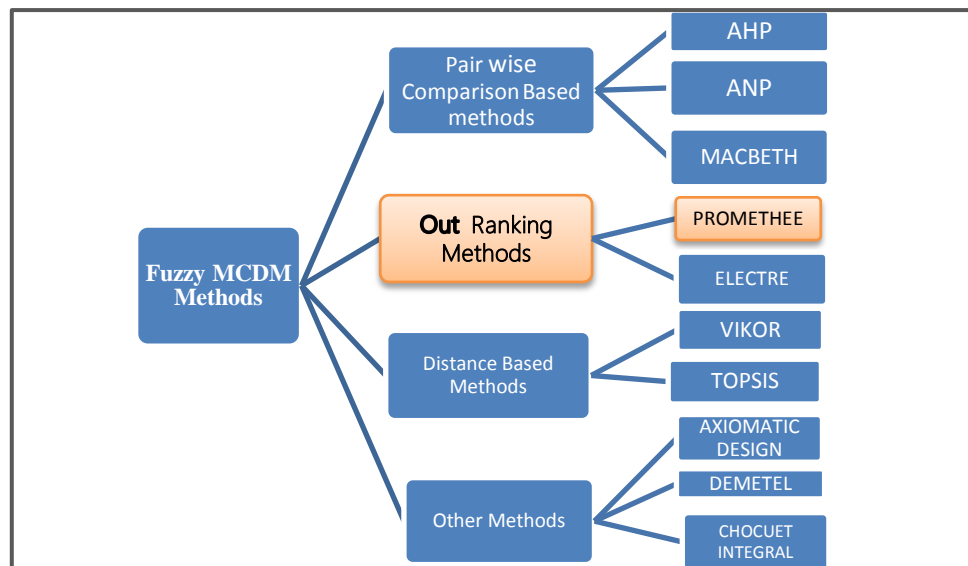 Fuzzy MCDM
Methods
Pair wise
Comparison Based
methods
AHP
ANP
MACBETH
Out Ranking
Methods
PROMETHEE
ELECTRE
Distance Based
Methods
VIKOR
TOPSIS
Other Methods
AXIOMATIC
DESIGN
DEMETEL
CHOCUET
INTEGRAL